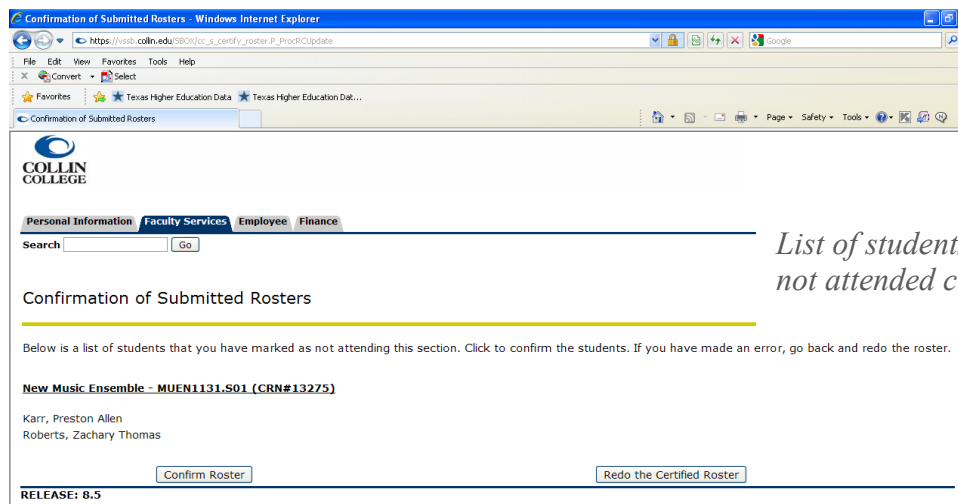 Confirmation of Submitted Rosters - Windows Internet Explorer
https://vssb.collin.edu/SBOX/cc_s_certify_roster.P_ProcRCUpdate
Google
File Edit View Favorites Tools Help
X Convert Select
Favorites Texas Higher Education Data Texas Higher Education Dat...
Confirmation of Submitted Rosters
Page Safety Tools
COLLIN
COLLEGE
Personal Information Faculty Services Employee Finance
Search Go
List of student
not attended c
Confirmation of Submitted Rosters
Below is a list of students that you have marked as not attending this section. Click to confirm the students. If you have made an error, go back and redo the roster.
New Music Ensemble - MUEN1131.S01 (CRN#13275)
Karr, Preston Allen
Roberts, Zachary Thomas
Confirm Roster Redo the Certified Roster
RELEASE: 8.5